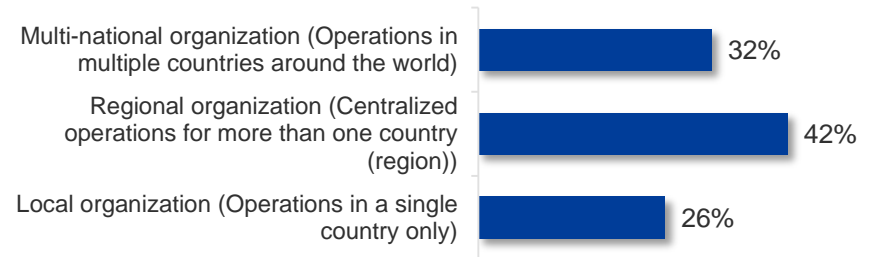 Multi-national organization (Operations in
multiple countries around the world)
32%
Regional organization (Centralized
operations for more than one country
(region))
42%
Local organization (Operations in a single
country only)
26%